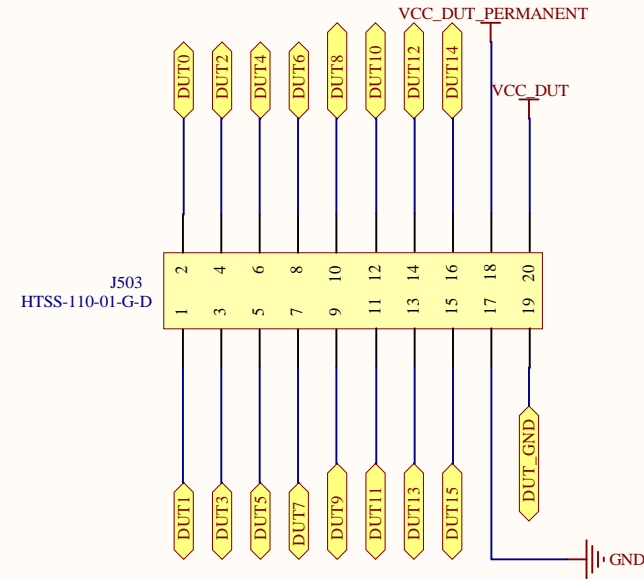 VCC_DUT_PERMANENT
DUT0
DUT2
DUT4
DUT6
DUT8
DUT10
DUT12
DUT14
VCC_DUT
2
4
6
8
10
12
14
16
18
20
J503
HTSS-110-01-G-D
1
3
5
7
9
11
13
15
17
19
DUT1
DUT3
DUT5
DUT7
DUT9
DUT11
DUT13
DUT15
DUT_GND
GND